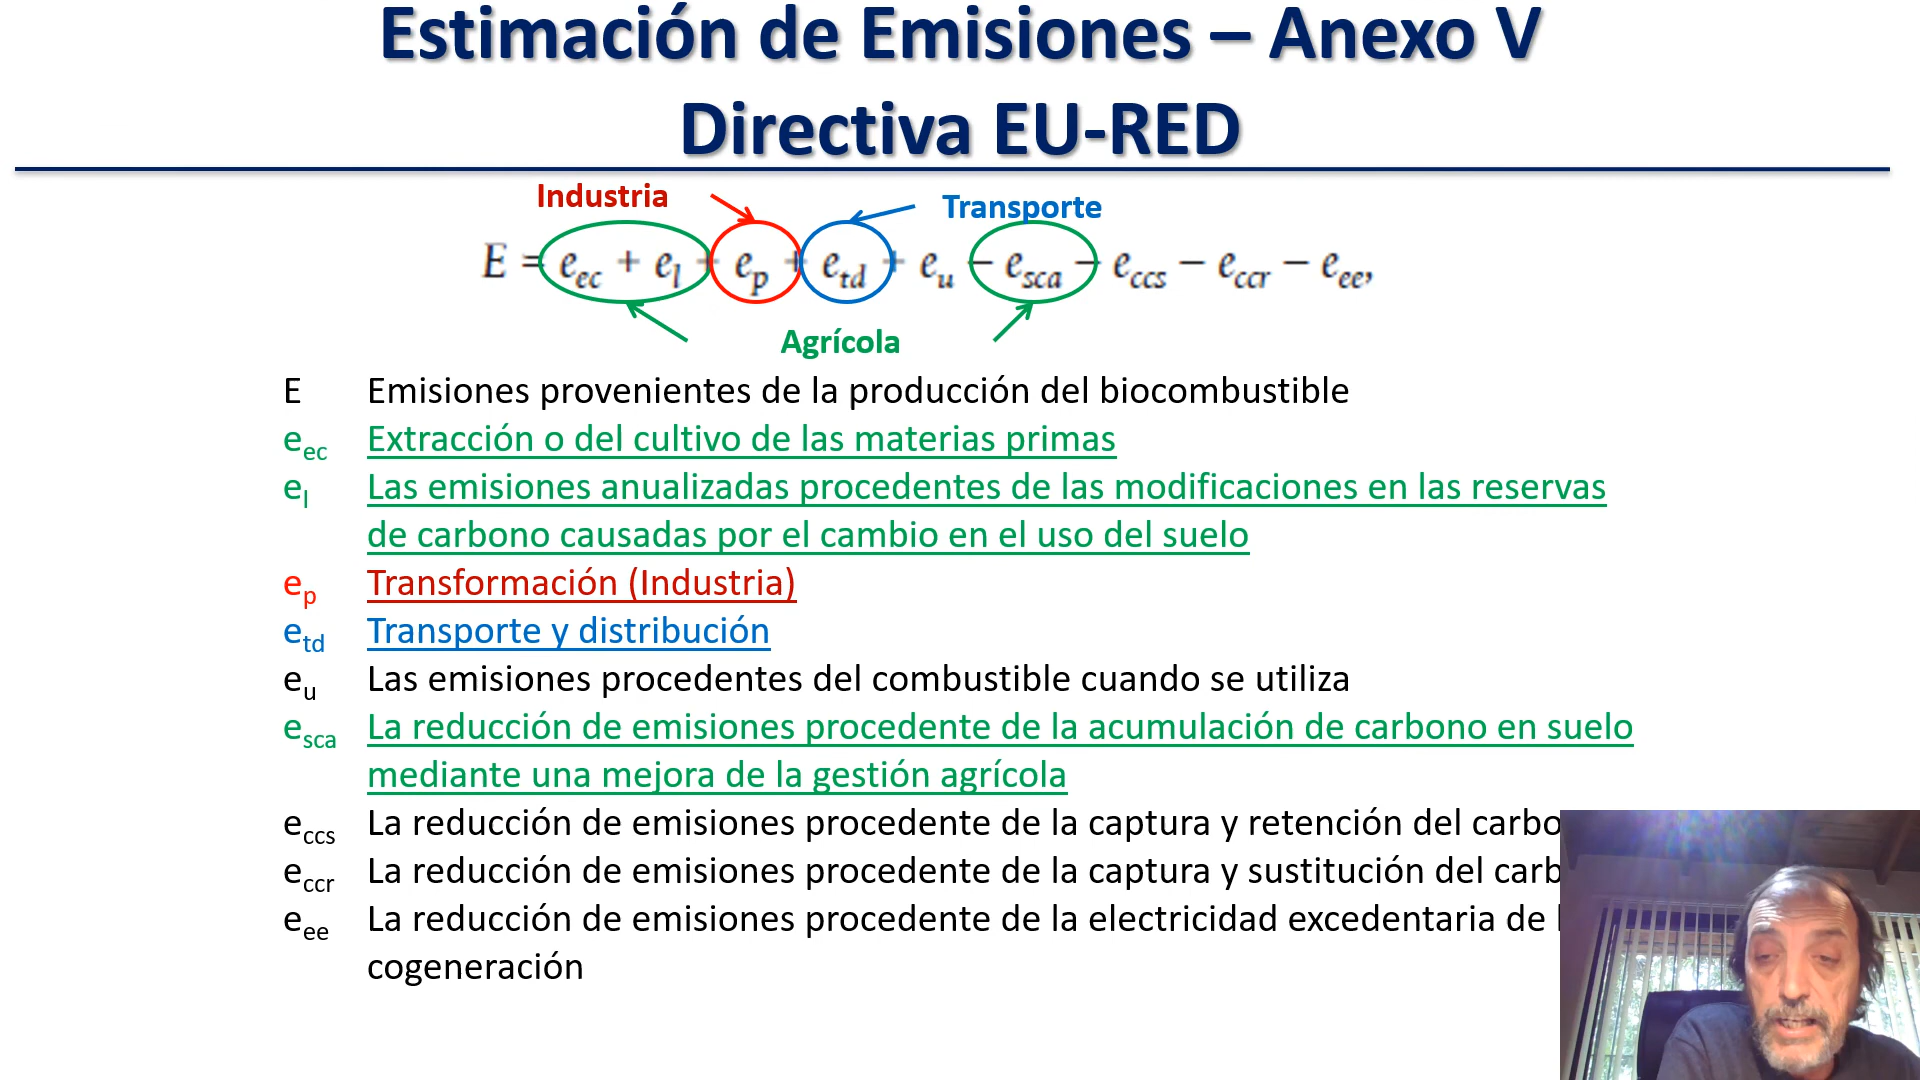 Estimación de Emisiones – Anexo V
Directiva EU-RED
Industria
Transporte
E = e_ec + e_l + e_p + e_td + e_u − e_sca − e_ccs − e_ccr − e_ee,
Agrícola
E Emisiones provenientes de la producción del biocombustible
e_ec Extracción o del cultivo de las materias primas
e_l Las emisiones anualizadas procedentes de las modificaciones en las reservas
de carbono causadas por el cambio en el uso del suelo
e_p Transformación (Industria)
e_td Transporte y distribución
e_u Las emisiones procedentes del combustible cuando se utiliza
e_sca La reducción de emisiones procedente de la acumulación de carbono en suelo
mediante una mejora de la gestión agrícola
e_ccs La reducción de emisiones procedente de la captura y retención del
e_ccr La reducción de emisiones procedente de la captura y sustitución del
e_ee La reducción de emisiones procedente de la electricidad excedentaria de
cogeneración